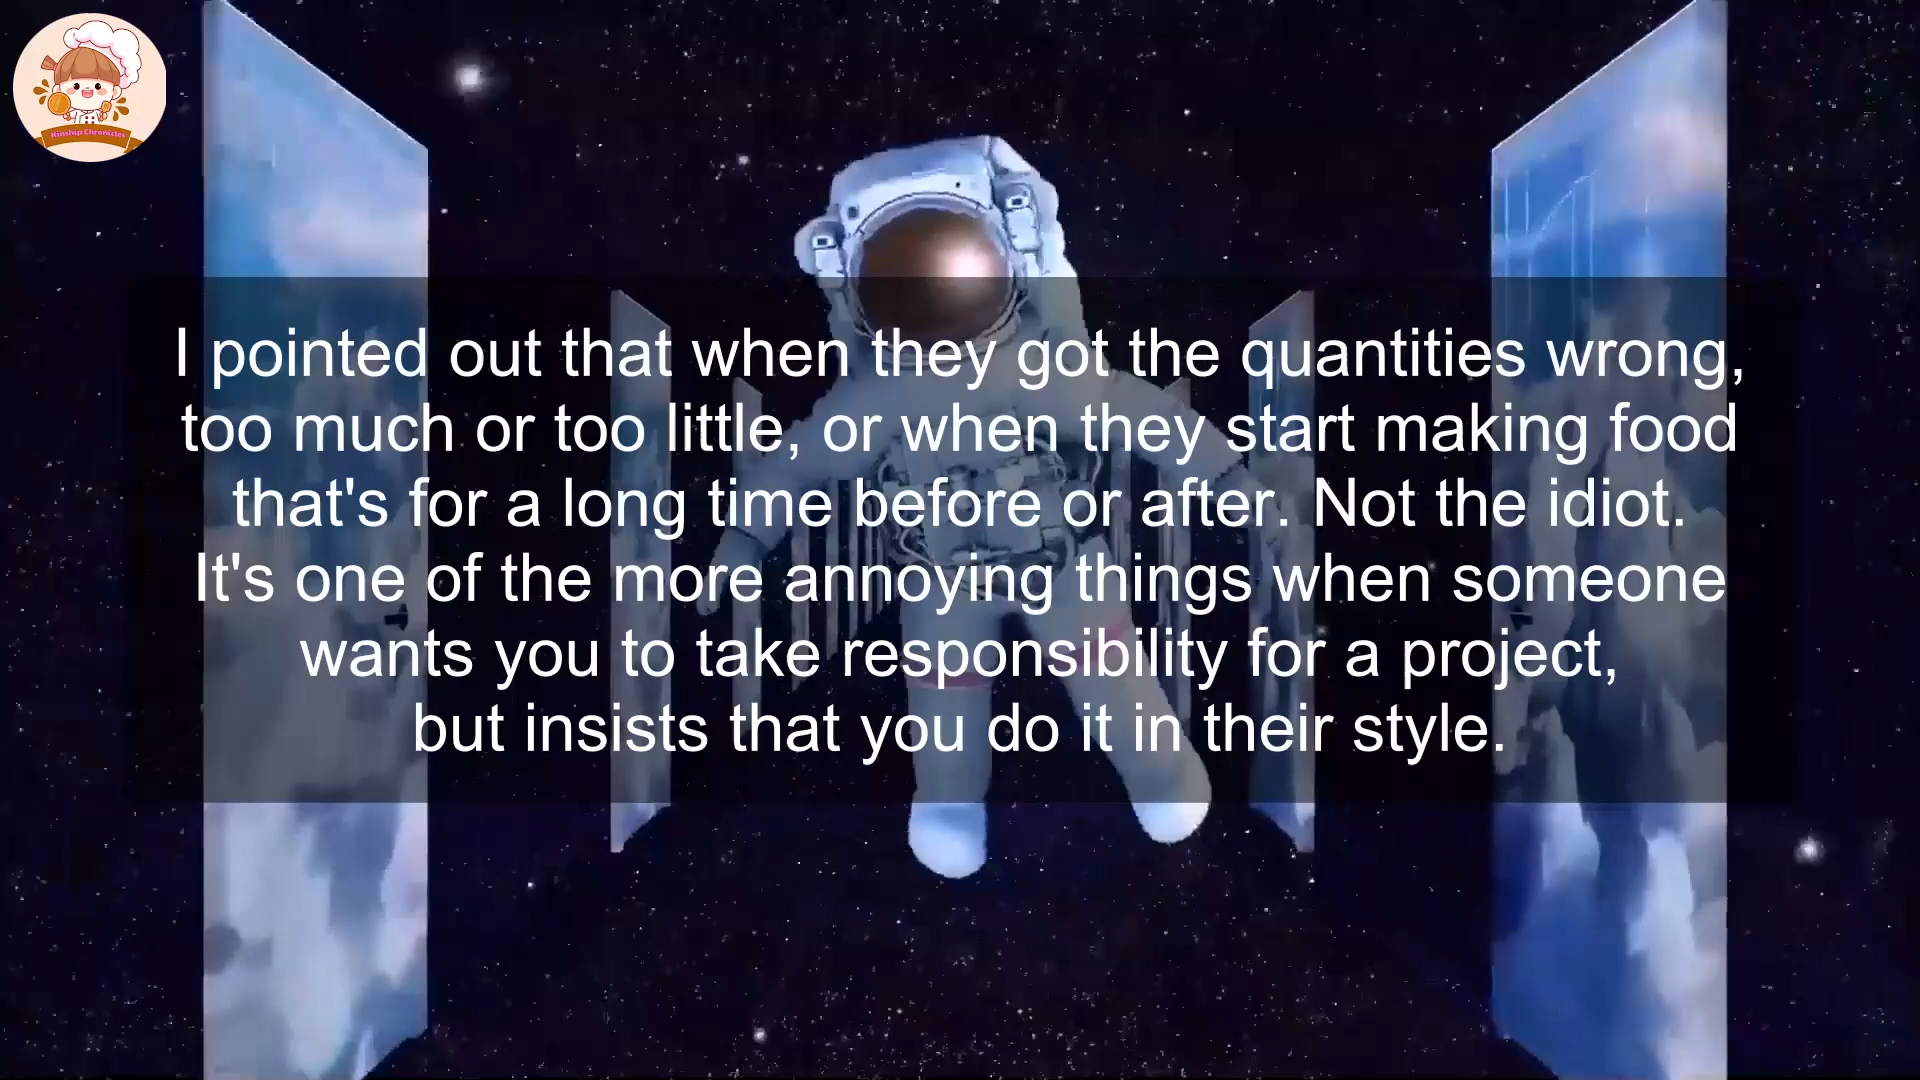 Kinship Chronicles
I pointed out that when they got the quantities wrong,
too much or too little, or when they start making food
that's for a long time before or after. Not the idiot.
It's one of the more annoying things when someone
wants you to take responsibility for a project,
but insists that you do it in their style.